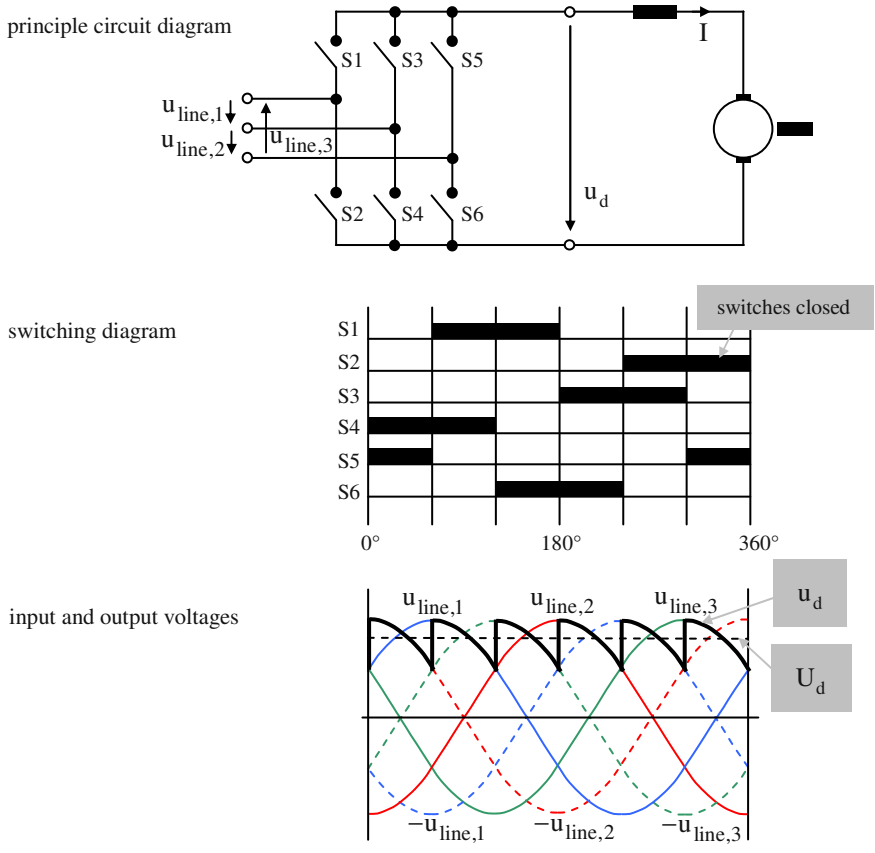 principle circuit diagram
I
S1
S3
S5
u_line,1
u_line,2
u_line,3
u_d
S2
S4
S6
switching diagram
switches closed
S1
S2
S3
S4
S5
S6
0°
180°
360°
input and output voltages
u_line,1
u_line,2
u_line,3
u_d
U_d
−u_line,1
−u_line,2
−u_line,3